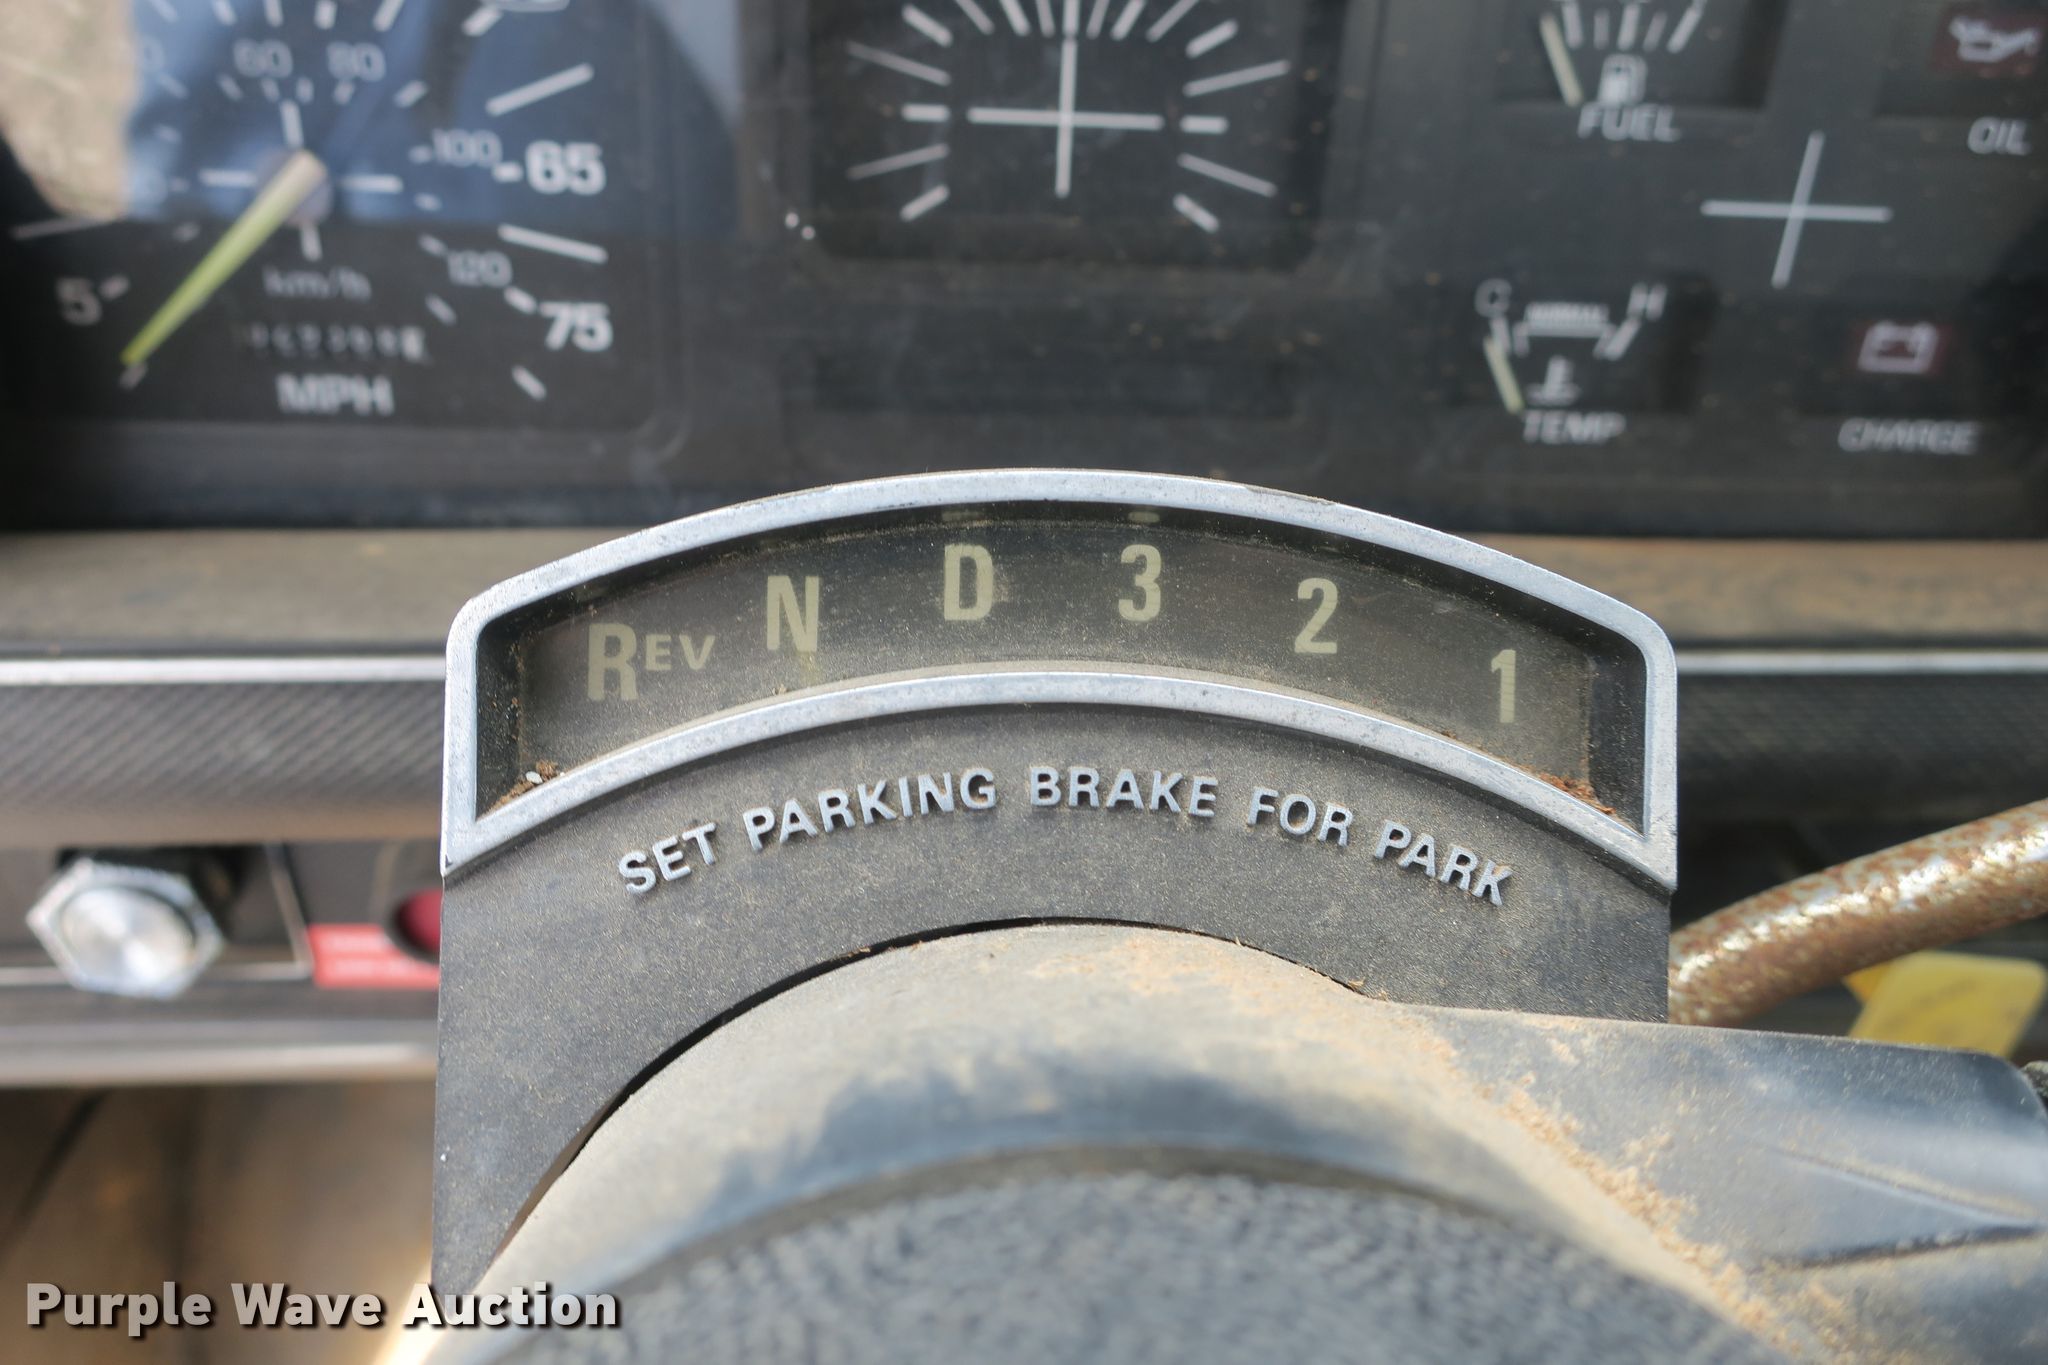 60 80
100
65
120
5
75
km/h
MPH
FUEL
OIL
C H
NORMAL
TEMP
CHARGE
REV N D 3 2 1
SET PARKING BRAKE FOR PARK
Purple Wave Auction